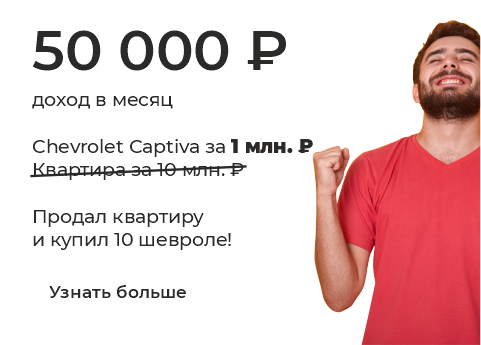 50 000 ₽
доход в месяц
Chevrolet Captiva за 1 млн. ₽
Квартира за 10 млн. ₽
Продал квартиру
и купил 10 шевроле!
Узнать больше